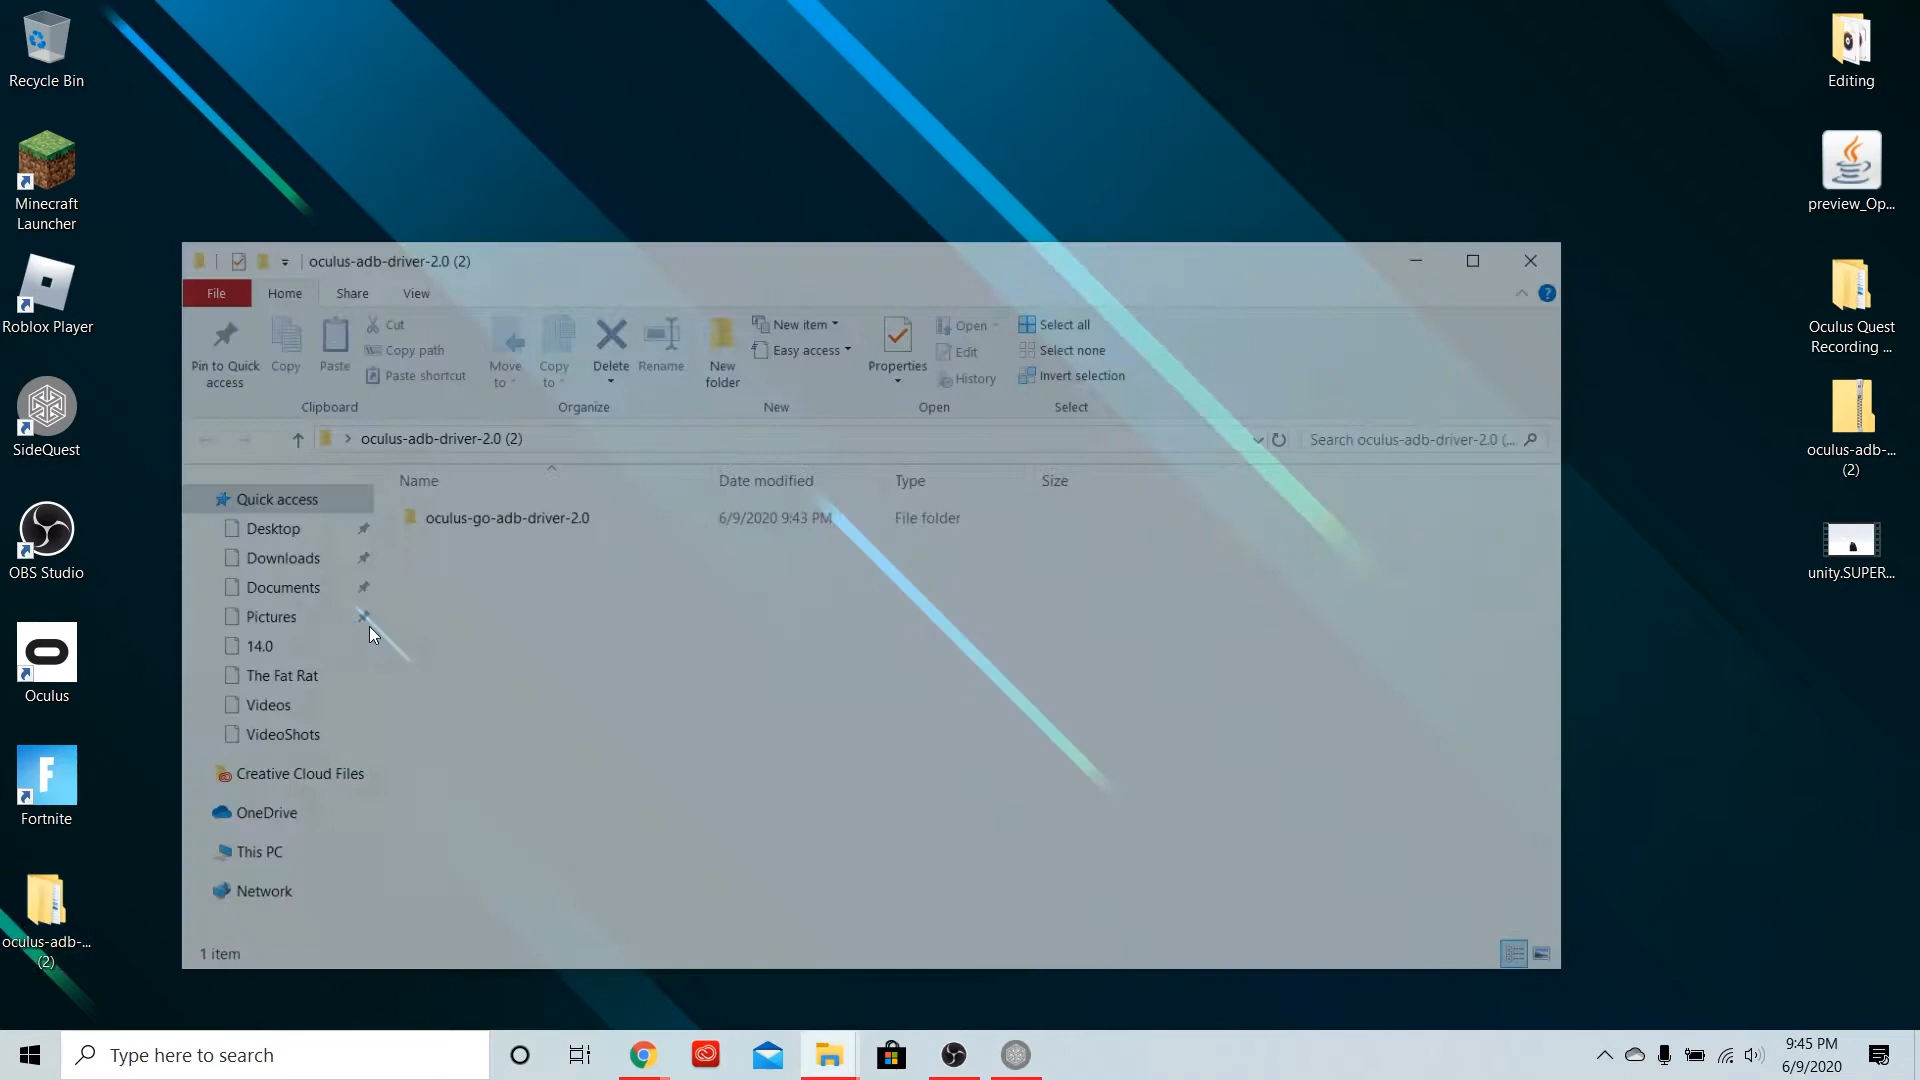 Recycle Bin
Minecraft
Launcher
Roblox Player
SideQuest
OBS Studio
Oculus
Fortnite
oculus-adb-...
(2)
oculus-adb-driver-2.0 (2)
File
Home
Share
View
Pin to Quick
access
Copy
Paste
Cut
Copy path
Paste shortcut
Clipboard
Move
to
Copy
to
Delete
Rename
Organize
New
folder
New item
Easy access
New
Properties
Open
Edit
History
Open
Select all
Select none
Invert selection
Select
oculus-adb-driver-2.0 (2)
Search oculus-adb-driver-2.0 (...
Name
Date modified
Type
Size
oculus-go-adb-driver-2.0
6/9/2020 9:43 PM
File folder
Quick access
Desktop
Downloads
Documents
Pictures
14.0
The Fat Rat
Videos
VideoShots
Creative Cloud Files
OneDrive
This PC
Network
1 item
Editing
preview_Op...
Oculus Quest
Recording ...
oculus-adb-...
(2)
unity.SUPER...
Type here to search
9:45 PM
6/9/2020